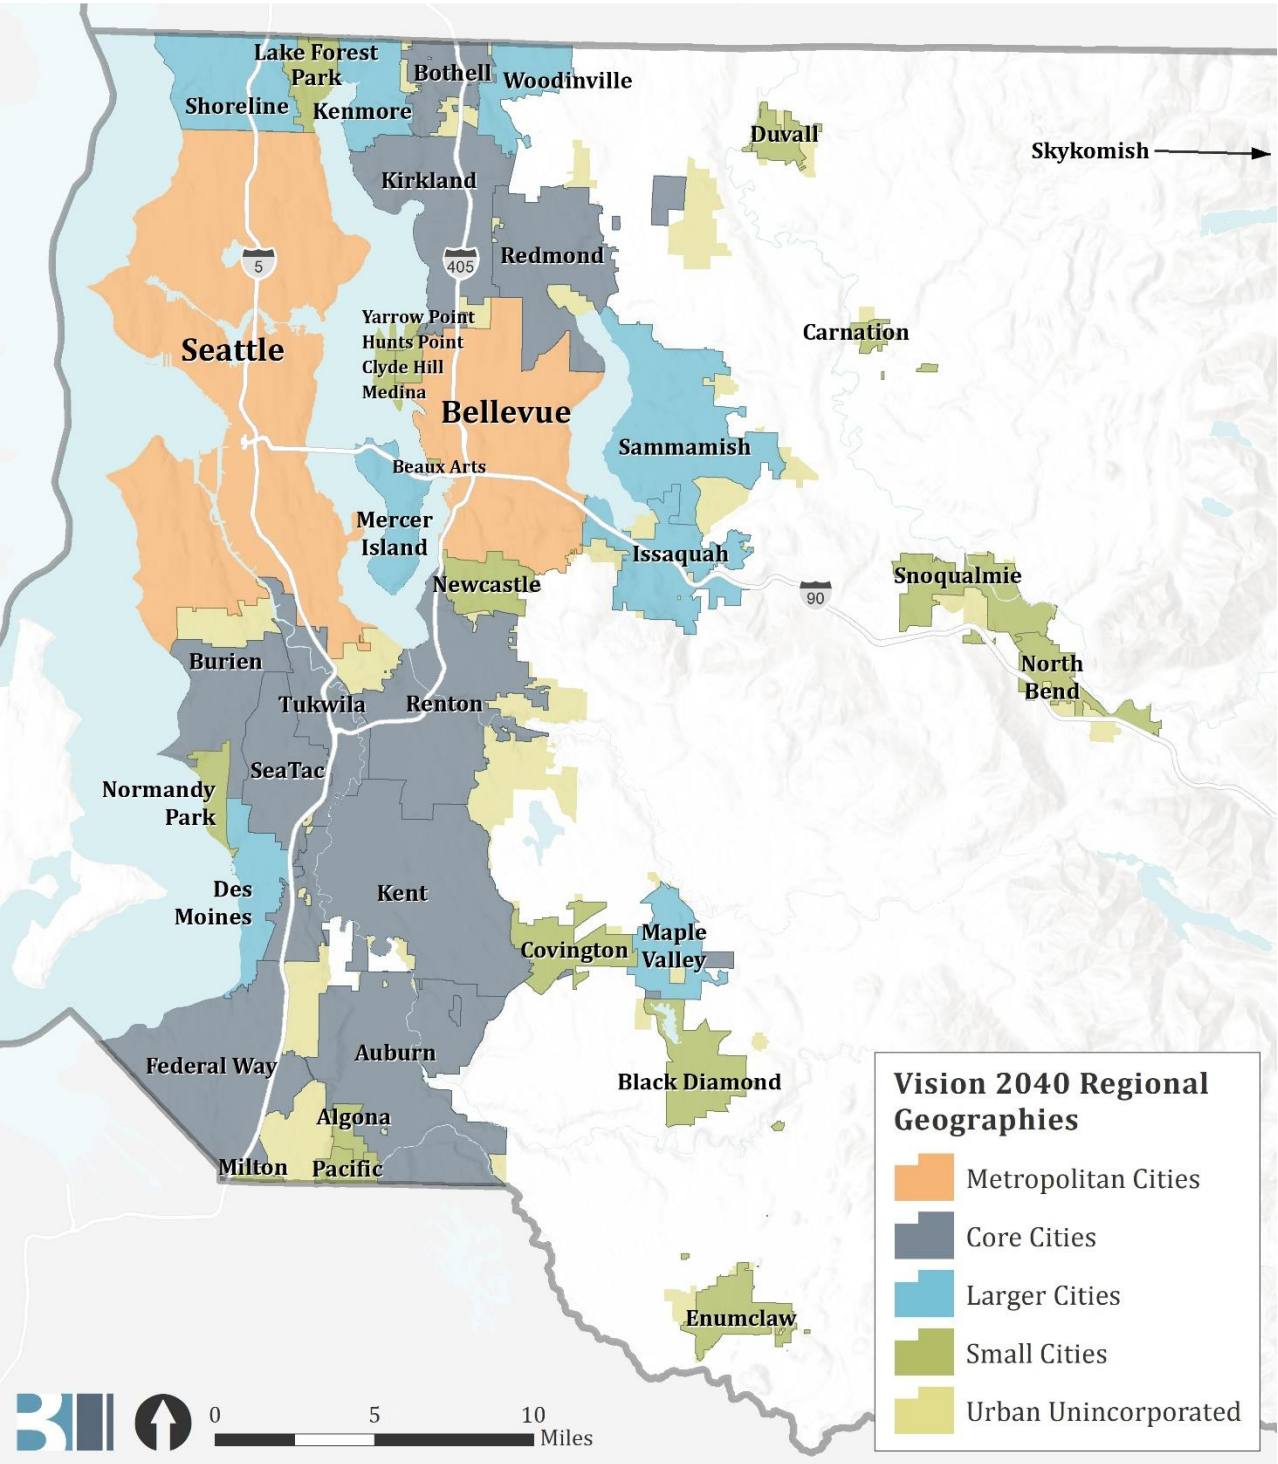 Lake Forest
Park
Shoreline
Kenmore
Bothell
Woodinville
Duvall
Skykomish
Kirkland
Redmond
5
405
Yarrow Point
Hunts Point
Clyde Hill
Medina
Carnation
Seattle
Bellevue
Sammamish
Beaux Arts
Mercer
Island
Issaquah
Newcastle
90
Snoqualmie
North
Bend
Burien
Tukwila
Renton
SeaTac
Normandy
Park
Des
Moines
Kent
Covington
Maple
Valley
Federal Way
Auburn
Black Diamond
Algona
Milton
Pacific
Enumclaw
Vision 2040 Regional
Geographies
Metropolitan Cities
Core Cities
Larger Cities
Small Cities
Urban Unincorporated
0 5 10
Miles